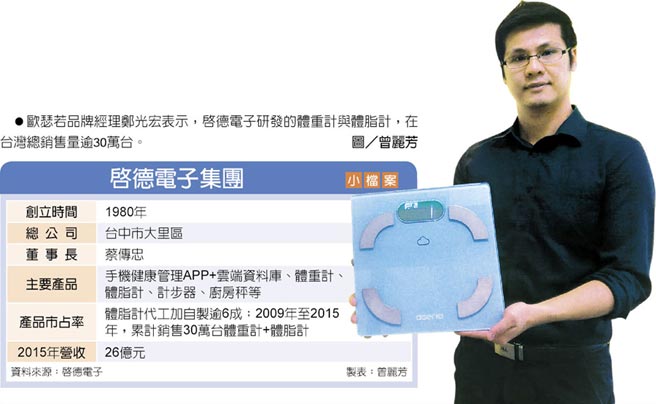 ●歐瑟若品牌經理鄭光宏表示，啓德電子研發的體重計與體脂計，在
台灣總銷售量逾30萬台。 圖／曾麗芳
啓德電子集團 小檔案
創立時間 1980年
總公司 台中市大里區
董事長 蔡傳忠
主要產品 手機健康管理APP+雲端資料庫、體重計、
體脂計、計步器、廚房秤等
產品市占率 體脂計代工加自製逾6成；2009年至2015
年，累計銷售30萬台體重計+體脂計
2015年營收 26億元
資料來源：啓德電子 製表：曾麗芳